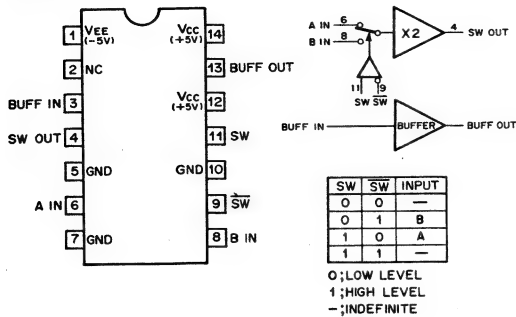 1 VEE (-5V)
2 NC
BUFF IN 3
SW OUT 4
5 GND
A IN 6
7 GND
VCC (+5V) 14
13 BUFF OUT
VCC (+5V) 12
11 SW
GND 10
9 SW̅
8 B IN
A IN 6
B IN 8
X2
4 SW OUT
11 9
SW SW̅
BUFF IN BUFFER BUFF OUT
SW SW̅ INPUT
0 0 —
0 1 B
1 0 A
1 1 —
0;LOW LEVEL
1;HIGH LEVEL
—;INDEFINITE